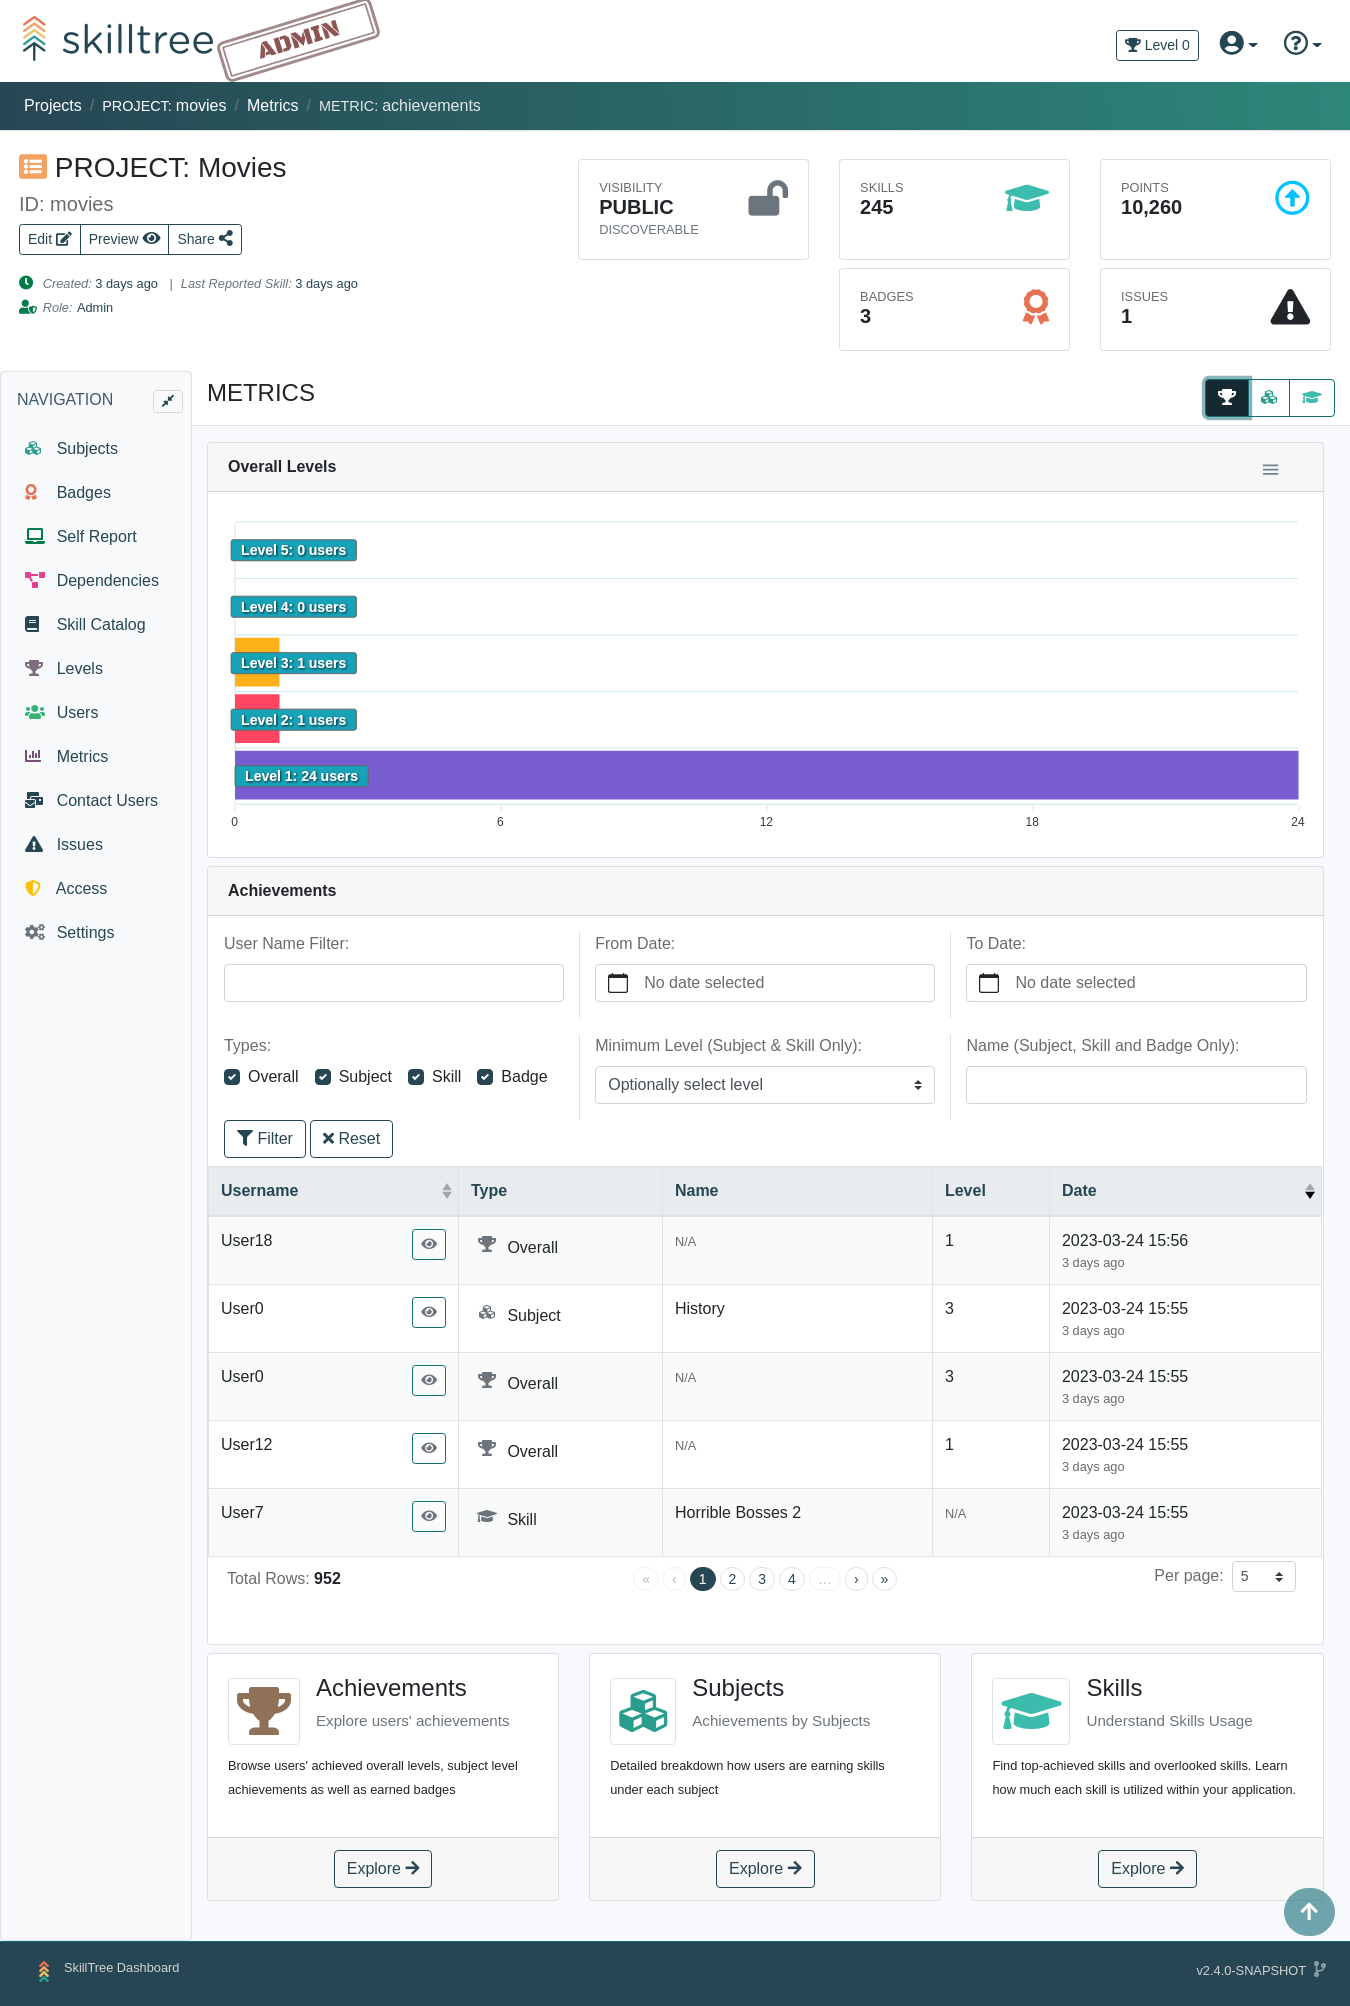 skilltree
ADMIN
Level 0
Projects / PROJECT: movies / Metrics / METRIC: achievements
PROJECT: Movies
ID: movies
Edit Preview Share
Created: 3 days ago | Last Reported Skill: 3 days ago
Role: Admin
VISIBILITY
PUBLIC
DISCOVERABLE
SKILLS
245
POINTS
10,260
BADGES
3
ISSUES
1
NAVIGATION
Subjects
Badges
Self Report
Dependencies
Skill Catalog
Levels
Users
Metrics
Contact Users
Issues
Access
Settings
METRICS
Overall Levels
Level 5: 0 users
Level 4: 0 users
Level 3: 1 users
Level 2: 1 users
Level 1: 24 users
0 6 12 18 24
Achievements
User Name Filter: From Date: To Date:
No date selected No date selected
Types: Minimum Level (Subject & Skill Only): Name (Subject, Skill and Badge Only):
Overall Subject Skill Badge Optionally select level
Filter Reset
Username Type Name Level Date
User18 Overall N/A 1 2023-03-24 15:56
3 days ago
User0 Subject History 3 2023-03-24 15:55
3 days ago
User0 Overall N/A 3 2023-03-24 15:55
3 days ago
User12 Overall N/A 1 2023-03-24 15:55
3 days ago
User7 Skill Horrible Bosses 2 N/A 2023-03-24 15:55
3 days ago
Total Rows: 952 « ‹ 1 2 3 4 … › » Per page: 5
Achievements
Explore users' achievements
Browse users' achieved overall levels, subject level
achievements as well as earned badges
Explore
Subjects
Achievements by Subjects
Detailed breakdown how users are earning skills
under each subject
Explore
Skills
Understand Skills Usage
Find top-achieved skills and overlooked skills. Learn
how much each skill is utilized within your application.
Explore
SkillTree Dashboard v2.4.0-SNAPSHOT